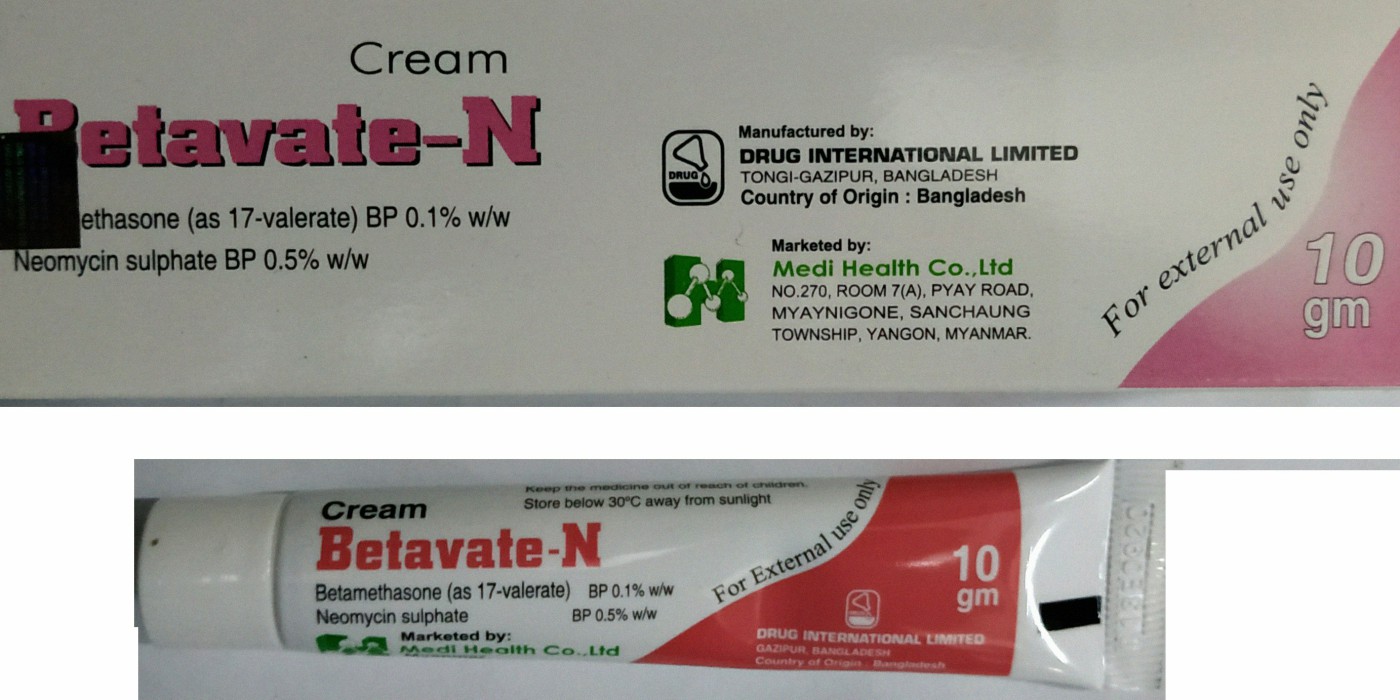 Cream
Betavate-N
ethasone (as 17-valerate) BP 0.1% w/w
Neomycin sulphate BP 0.5% w/w
DRUG
Manufactured by:
DRUG INTERNATIONAL LIMITED
TONGI-GAZIPUR, BANGLADESH
Country of Origin : Bangladesh
Marketed by:
Medi Health Co.,Ltd
NO.270, ROOM 7(A), PYAY ROAD,
MYAYNIGONE, SANCHAUNG
TOWNSHIP, YANGON, MYANMAR.
For external use only
10
gm
Keep the medicine out of reach of children.
Store below 30°C away from sunlight
Cream
Betavate-N
Betamethasone (as 17-valerate) BP 0.1% w/w
Neomycin sulphate BP 0.5% w/w
Marketed by:
Medi Health Co.,Ltd
For External use only
10
gm
DRUG INTERNATIONAL LIMITED
GAZIPUR, BANGLADESH
Country of Origin : Bangladesh